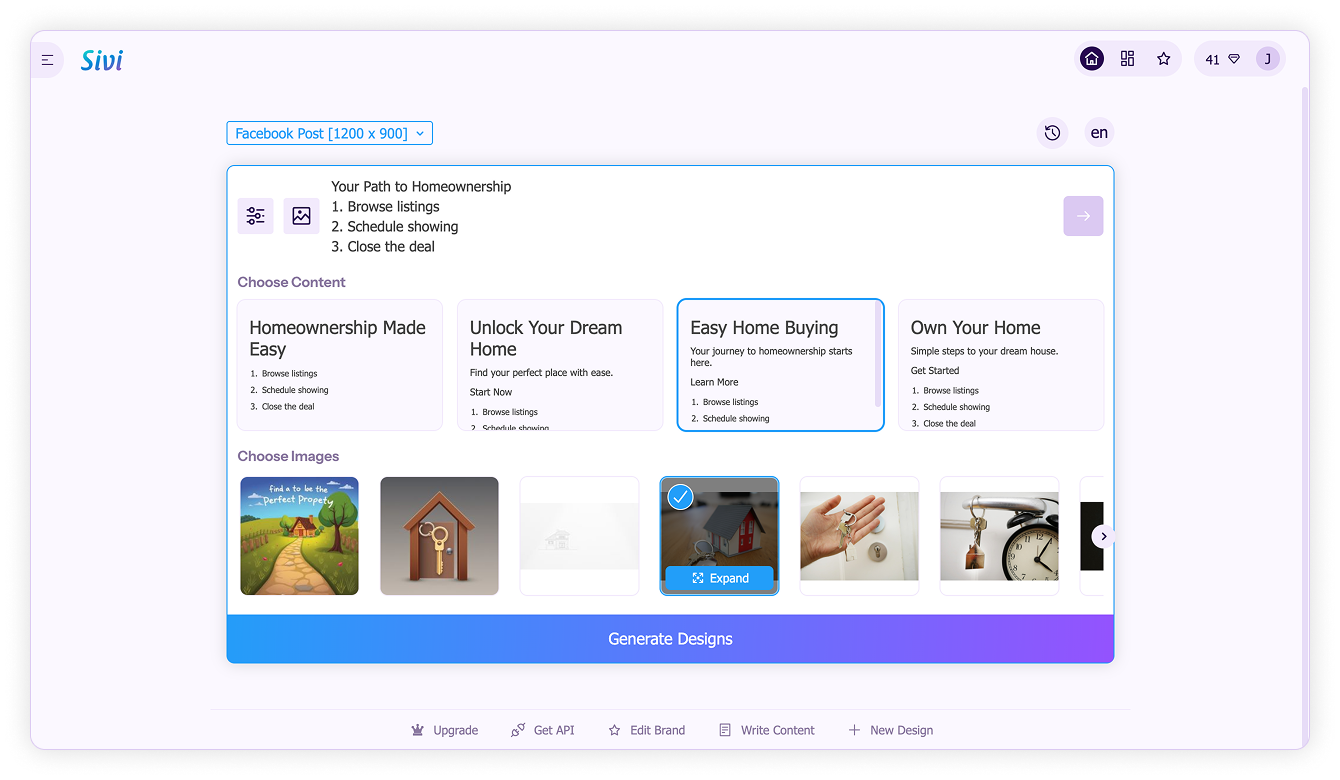 Sivi
41
J
Facebook Post [1200 x 900]
en
Your Path to Homeownership
1. Browse listings
2. Schedule showing
3. Close the deal
Choose Content
Homeownership Made
Easy
1. Browse listings
2. Schedule showing
3. Close the deal
Unlock Your Dream
Home
Find your perfect place with ease.
Start Now
1. Browse listings
2. Schedule showing
Easy Home Buying
Your journey to homeownership starts
here.
Learn More
1. Browse listings
2. Schedule showing
Own Your Home
Simple steps to your dream house.
Get Started
1. Browse listings
2. Schedule showing
3. Close the deal
Choose Images
find a to be the
Perfect Propety
Expand
Generate Designs
Upgrade
Get API
Edit Brand
Write Content
New Design